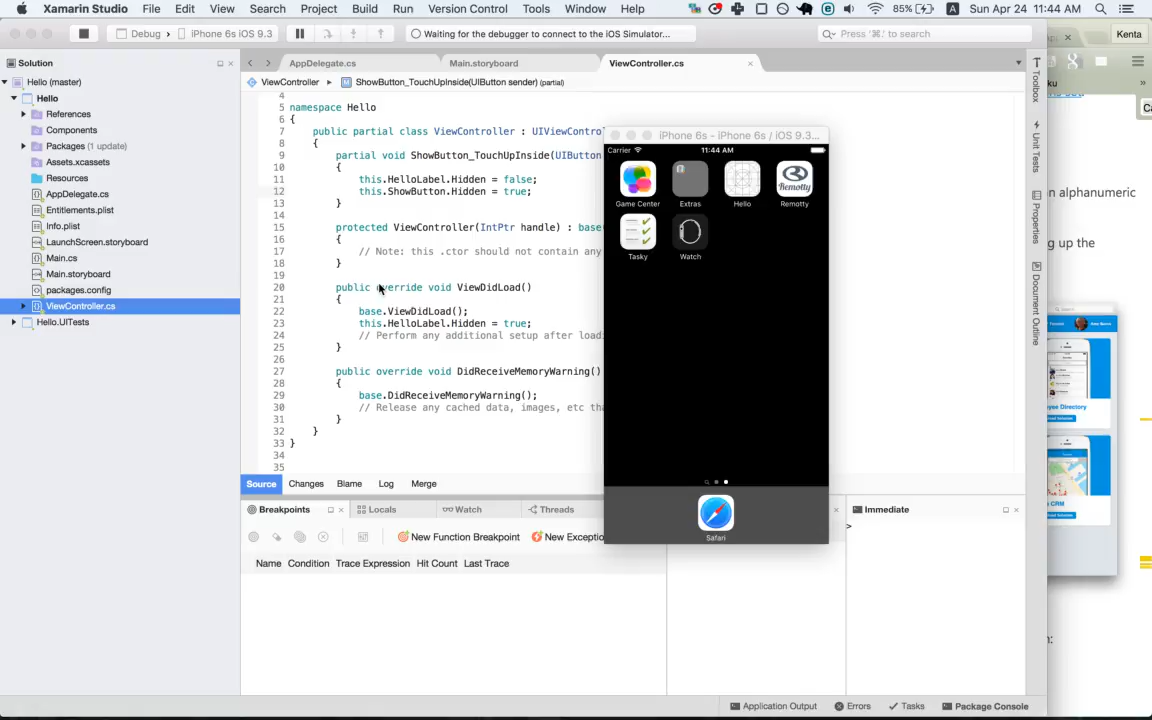 Xamarin Studio File Edit View Search Project Build Run Version Control Tools Window Help 85% A Sun Apr 24 11:44 AM
Debug iPhone 6s iOS 9.3 Waiting for the debugger to connect to the iOS Simulator... Press '⌘.' to search Kenta
Solution
Hello (master)
Hello
References
Components
Packages (1 update)
Assets.xcassets
Resources
AppDelegate.cs
Entitlements.plist
Info.plist
LaunchScreen.storyboard
Main.cs
Main.storyboard
packages.config
ViewController.cs
Hello.UITests
AppDelegate.cs Main.storyboard ViewController.cs
ViewController ShowButton_TouchUpInside(UIButton sender) (partial)
4
5 namespace Hello
6 {
7 public partial class ViewController : UIViewContro
8 {
9 partial void ShowButton_TouchUpInside(UIButton
10 {
11 this.HelloLabel.Hidden = false;
12 this.ShowButton.Hidden = true;
13 }
14
15 protected ViewController(IntPtr handle) : base
16 {
17 // Note: this .ctor should not contain any
18 }
19
20 public override void ViewDidLoad()
21 {
22 base.ViewDidLoad();
23 this.HelloLabel.Hidden = true;
24 // Perform any additional setup after loadi
25 }
26
27 public override void DidReceiveMemoryWarning()
28 {
29 base.DidReceiveMemoryWarning();
30 // Release any cached data, images, etc tha
31 }
32 }
33 }
34
35
Source Changes Blame Log Merge
Breakpoints Locals Watch Threads
New Function Breakpoint New Exceptio
Name Condition Trace Expression Hit Count Last Trace
iPhone 6s - iPhone 6s / iOS 9.3...
Carrier 11:44 AM
Game Center Extras Hello Remotty
Remotty
Tasky Watch
Safari
Immediate
>
Toolbox
Unit Tests
Properties
Document Outline
an alphanumeric
g up the
Application Output Errors Tasks Package Console